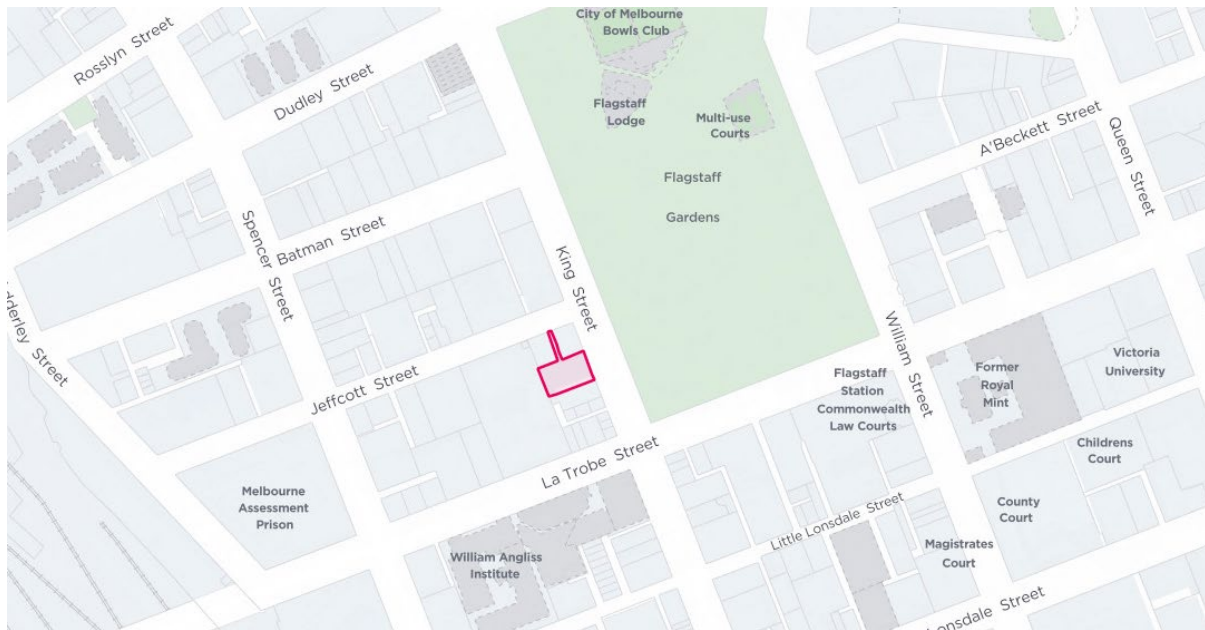 City of Melbourne
Bowls Club
Rosslyn Street
Dudley Street
Flagstaff
Lodge
Multi-use
Courts
A'Beckett Street
Queen Street
Flagstaff
Gardens
Spencer Street
Batman Street
King Street
Adderley Street
William Street
Jeffcott Street
Flagstaff
Station
Commonwealth
Law Courts
Former
Royal
Mint
Victoria
University
La Trobe Street
Childrens
Court
Melbourne
Assessment
Prison
County
Court
Little Lonsdale Street
Magistrates
Court
William Angliss
Institute
onsdale Street